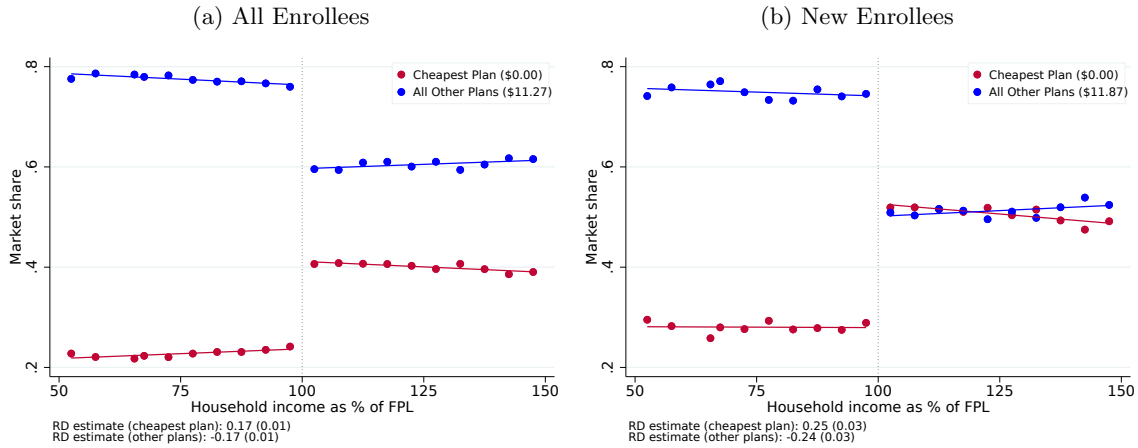 (a) All Enrollees
.8
.6
.4
.2
Market share
Cheapest Plan ($0.00)
All Other Plans ($11.27)
50
75
100
125
150
Household income as % of FPL
RD estimate (cheapest plan): 0.17 (0.01)
RD estimate (other plans): -0.17 (0.01)
(b) New Enrollees
.8
.6
.4
.2
Market share
Cheapest Plan ($0.00)
All Other Plans ($11.87)
50
75
100
125
150
Household income as % of FPL
RD estimate (cheapest plan): 0.25 (0.03)
RD estimate (other plans): -0.24 (0.03)